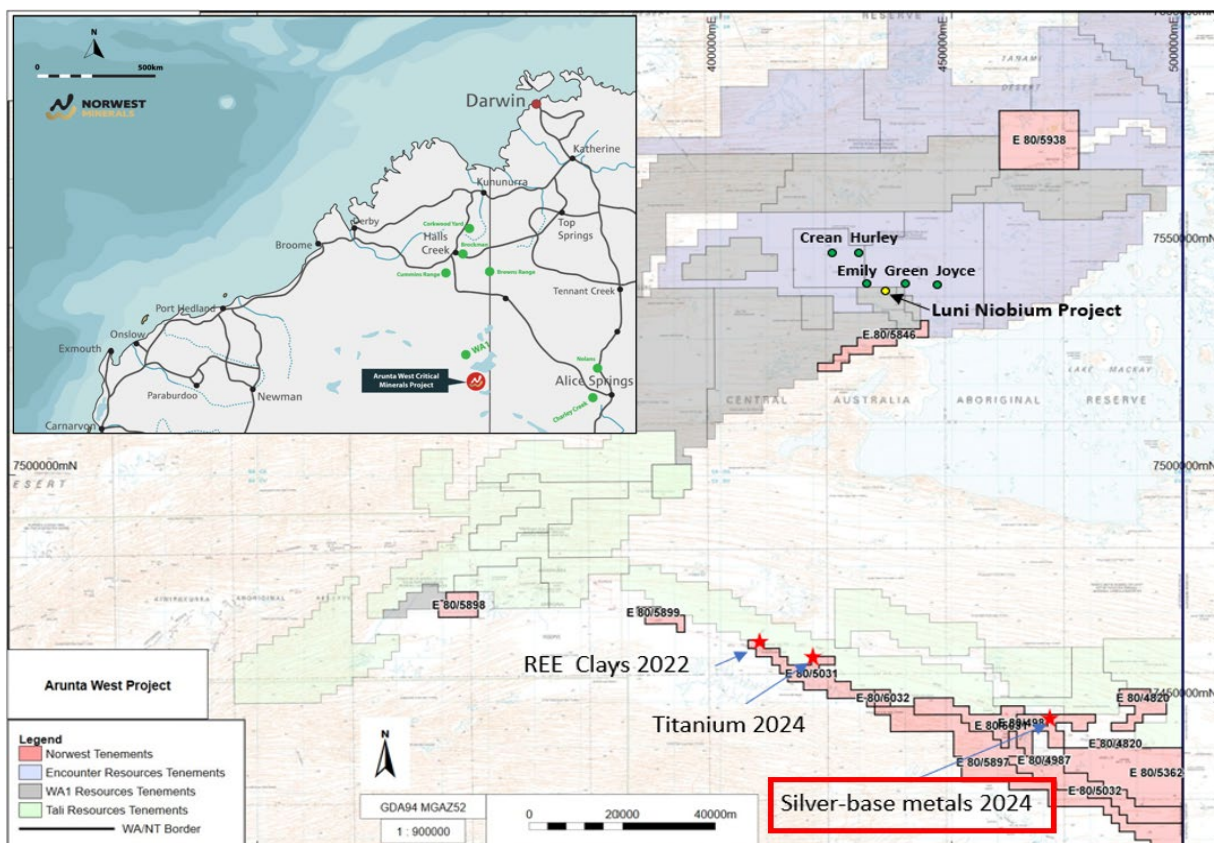 N
0
500km
NORWEST
MINERALS
Darwin
Katherine
Kununurra
Corkwood Yard
Derby
Halls
Creek
Brockman
Top
Springs
Broome
Cummins Range
Browns Range
Tennant Creek
Port Hedland
Onslow
WA1
Exmouth
Nolans
Arunta West Critical
Minerals Project
Alice Springs
Paraburdoo
Newman
Charley Creek
Carnarvon
RESERVE
400000mE
450000mE
TANAMI
DESERT
E 80/5938
7550000mN
Crean Hurley
Emily Green Joyce
Luni Niobium Project
E 80/5846
LAKE MACKAY
CENTRAL AUSTRALIA ABORIGINAL RESERVE
7500000mN
7500000mN
DESERT
ABORIGINAL
E 80/5898
E 80/5899
REE Clays 2022
E 80/5031
Titanium 2024
E 80/5032
E 80/4820
E 80/4820
E 80/5897
E 80/4987
E 80/5362
E 80/5032
Silver-base metals 2024
Arunta West Project
Legend
Norwest Tenements
Encounter Resources Tenements
WA1 Resources Tenements
Tali Resources Tenements
WA/NT Border
N
GDA94 MGAZ52
1 : 900000
0
20000
40000m